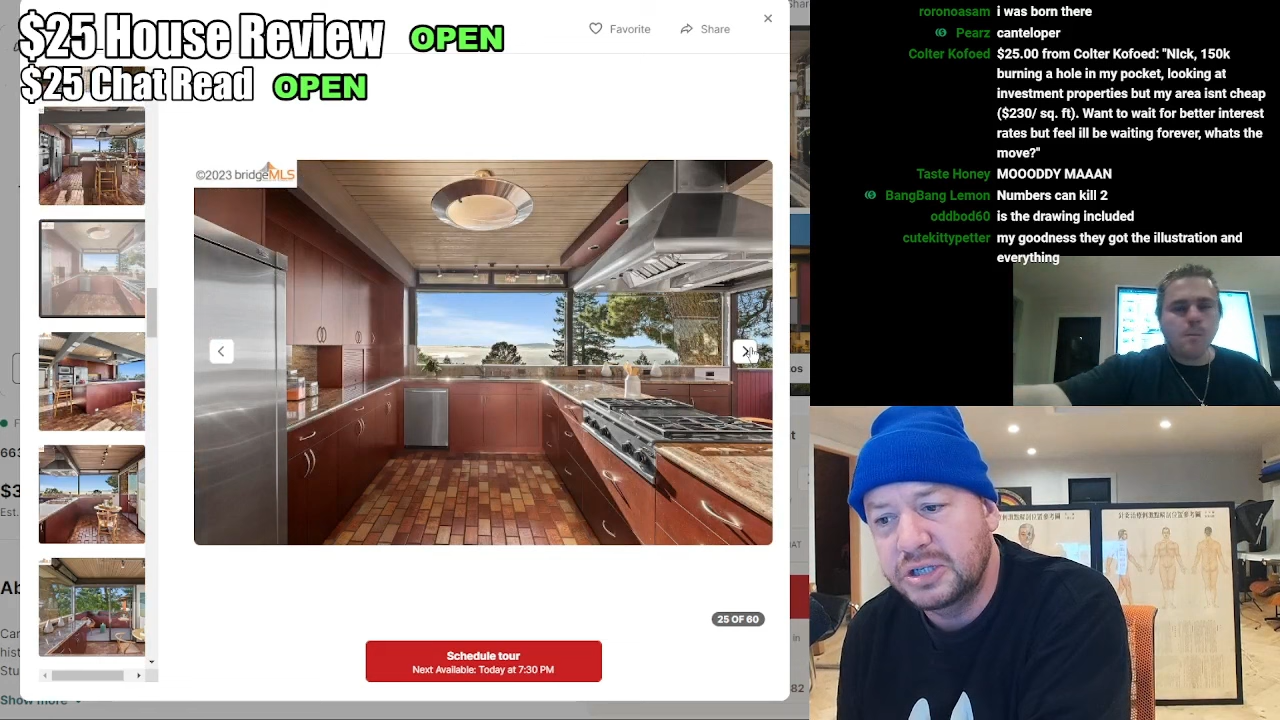 $25 House Review OPEN
$25 Chat Read OPEN
Favorite
Share
©2023 bridgeMLS
25 OF 60
Schedule tour
Next Available: Today at 7:30 PM
Show more
roronoasam i was born there
Pearz canteloper
Colter Kofoed $25.00 from Colter Kofoed: "NIck, 150k
burning a hole in my pocket, looking at
investment properties but my area isnt cheap
($230/ sq. ft). Want to wait for better interest
rates but feel ill be waiting forever, whats the
move?"
Taste Honey MOOODDY MAAAN
BangBang Lemon Numbers can kill 2
oddbod60 is the drawing included
cutekittypetter my goodness they got the illustration and
everything